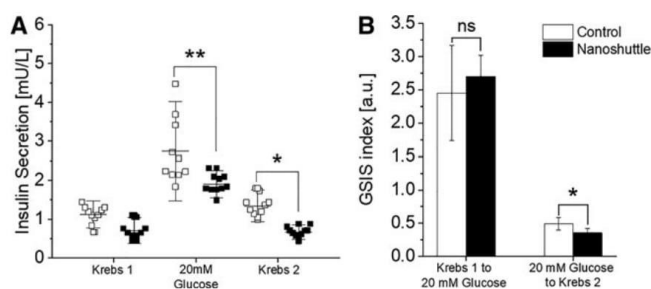 A
Insulin Secretion [mU/L]
6
5
4
3
2
1
0
**
*
Krebs 1
20mM
Glucose
Krebs 2
B
GSIS index [a.u.]
3.5
3.0
2.5
2.0
1.5
1.0
0.5
0.0
ns
*
Control
Nanoshuttle
Krebs 1 to
20 mM Glucose
20 mM Glucose
to Krebs 2